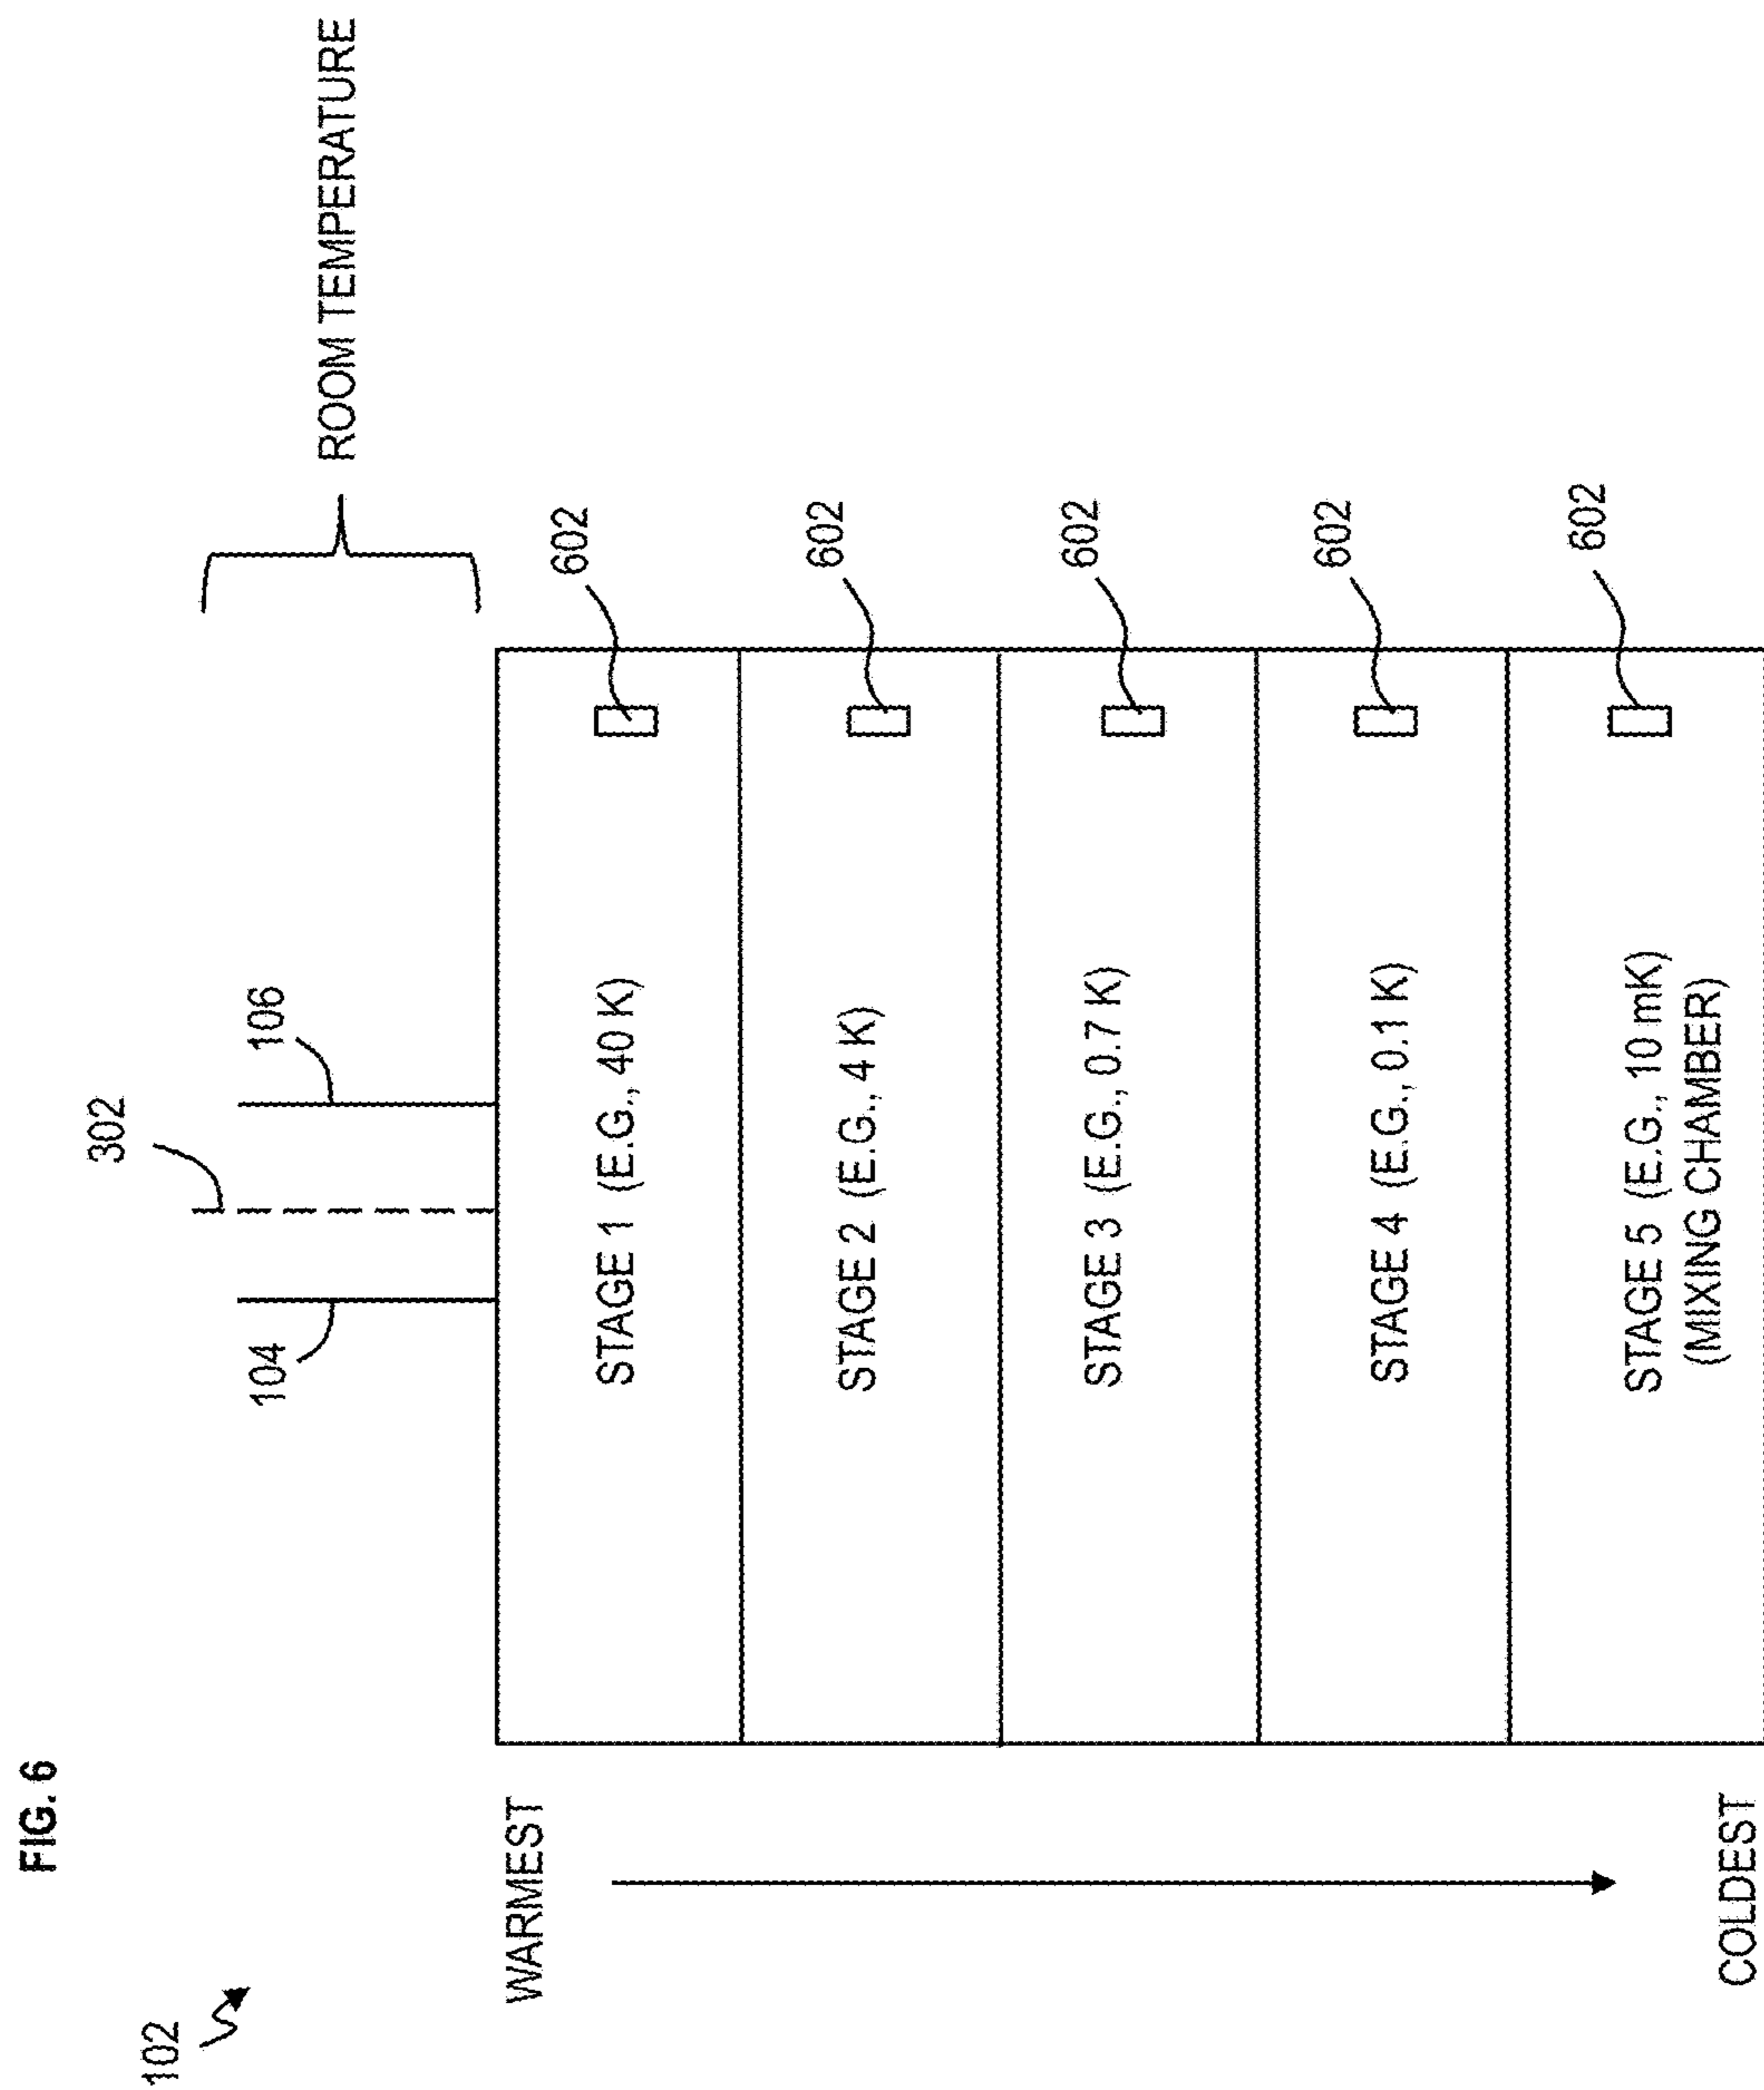 FIG. 6
102
302
104
106
ROOM TEMPERATURE
WARMEST
STAGE 1 (E.G., 40 K)
602
STAGE 2 (E.G., 4 K)
602
STAGE 3 (E.G., 0.7 K)
602
STAGE 4 (E.G., 0.1 K)
602
STAGE 5 (E.G., 10 mK)
(MIXING CHAMBER)
602
COLDEST